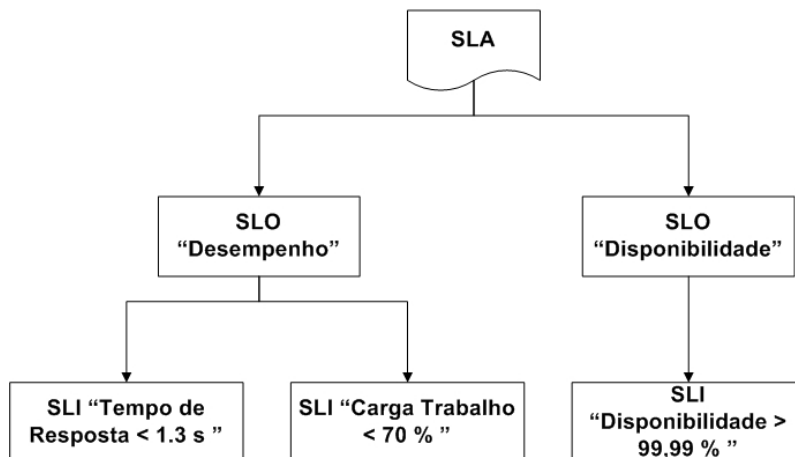 SLA
SLO
“Desempenho”
SLO
“Disponibilidade”
SLI “Tempo de
Resposta < 1.3 s ”
SLI “Carga Trabalho
< 70 % ”
SLI
“Disponibilidade >
99,99 % ”